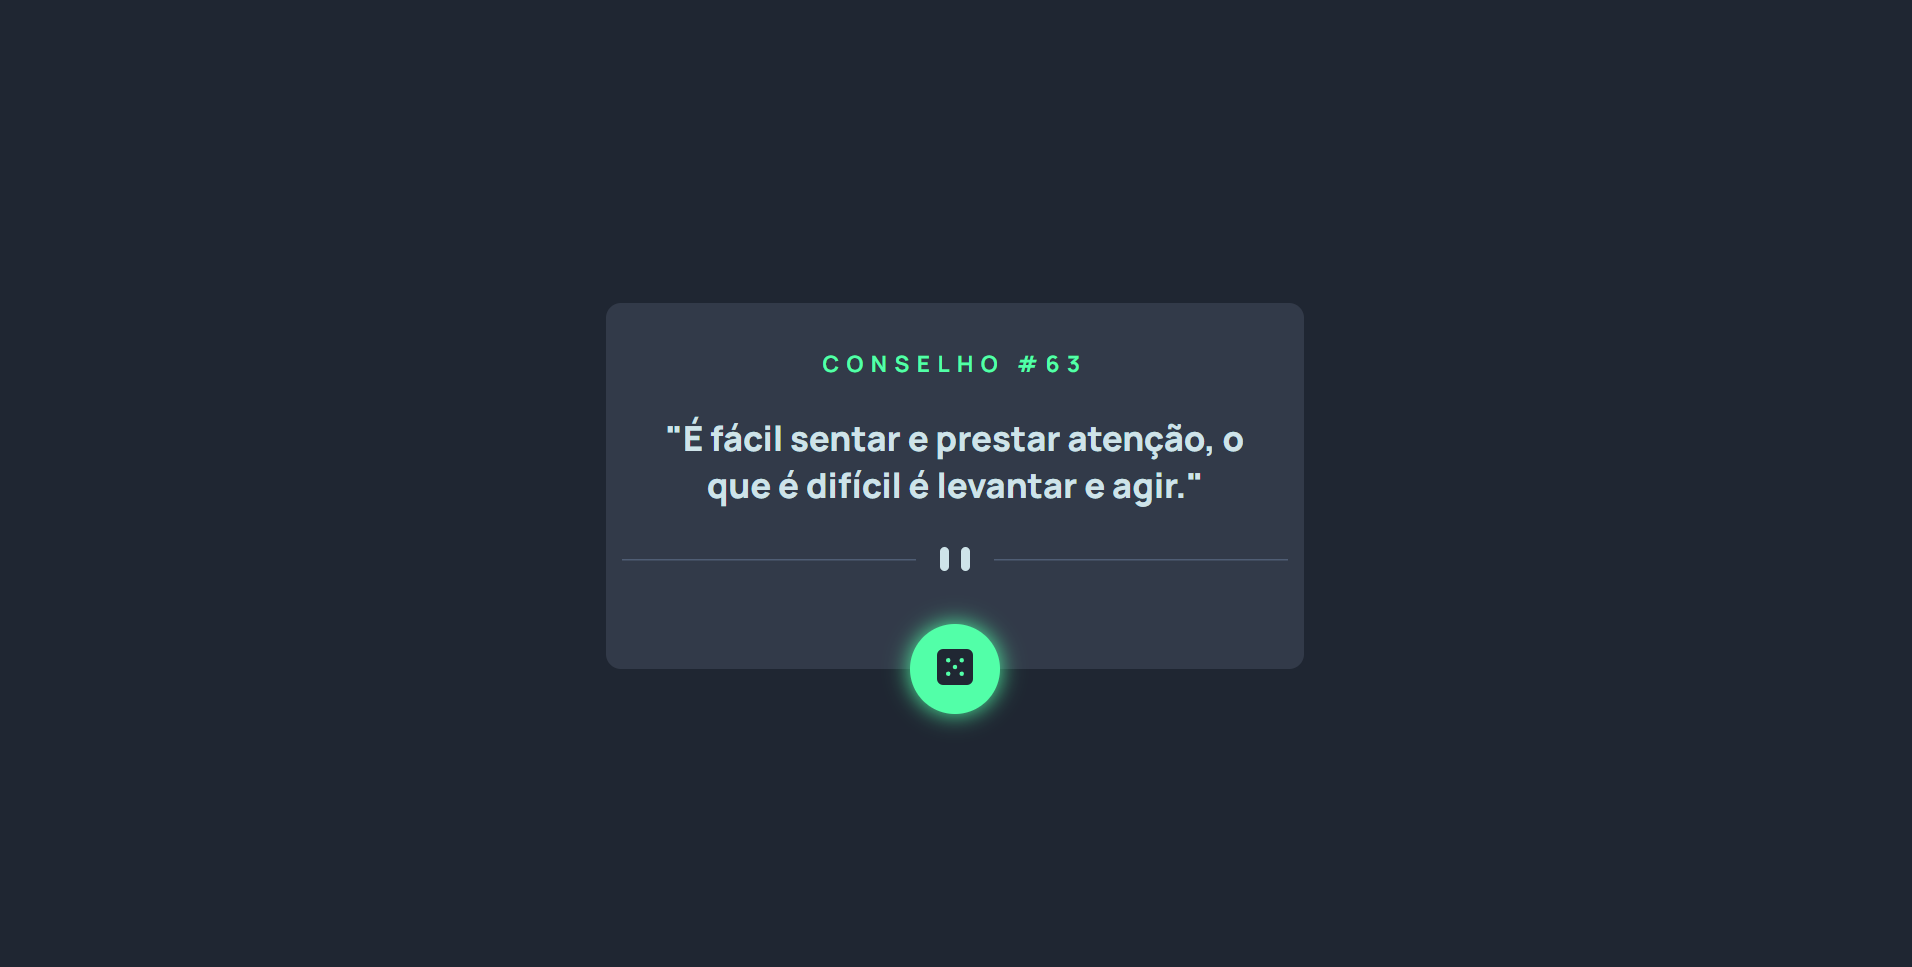 CONSELHO #63
"É fácil sentar e prestar atenção, o
que é difícil é levantar e agir."